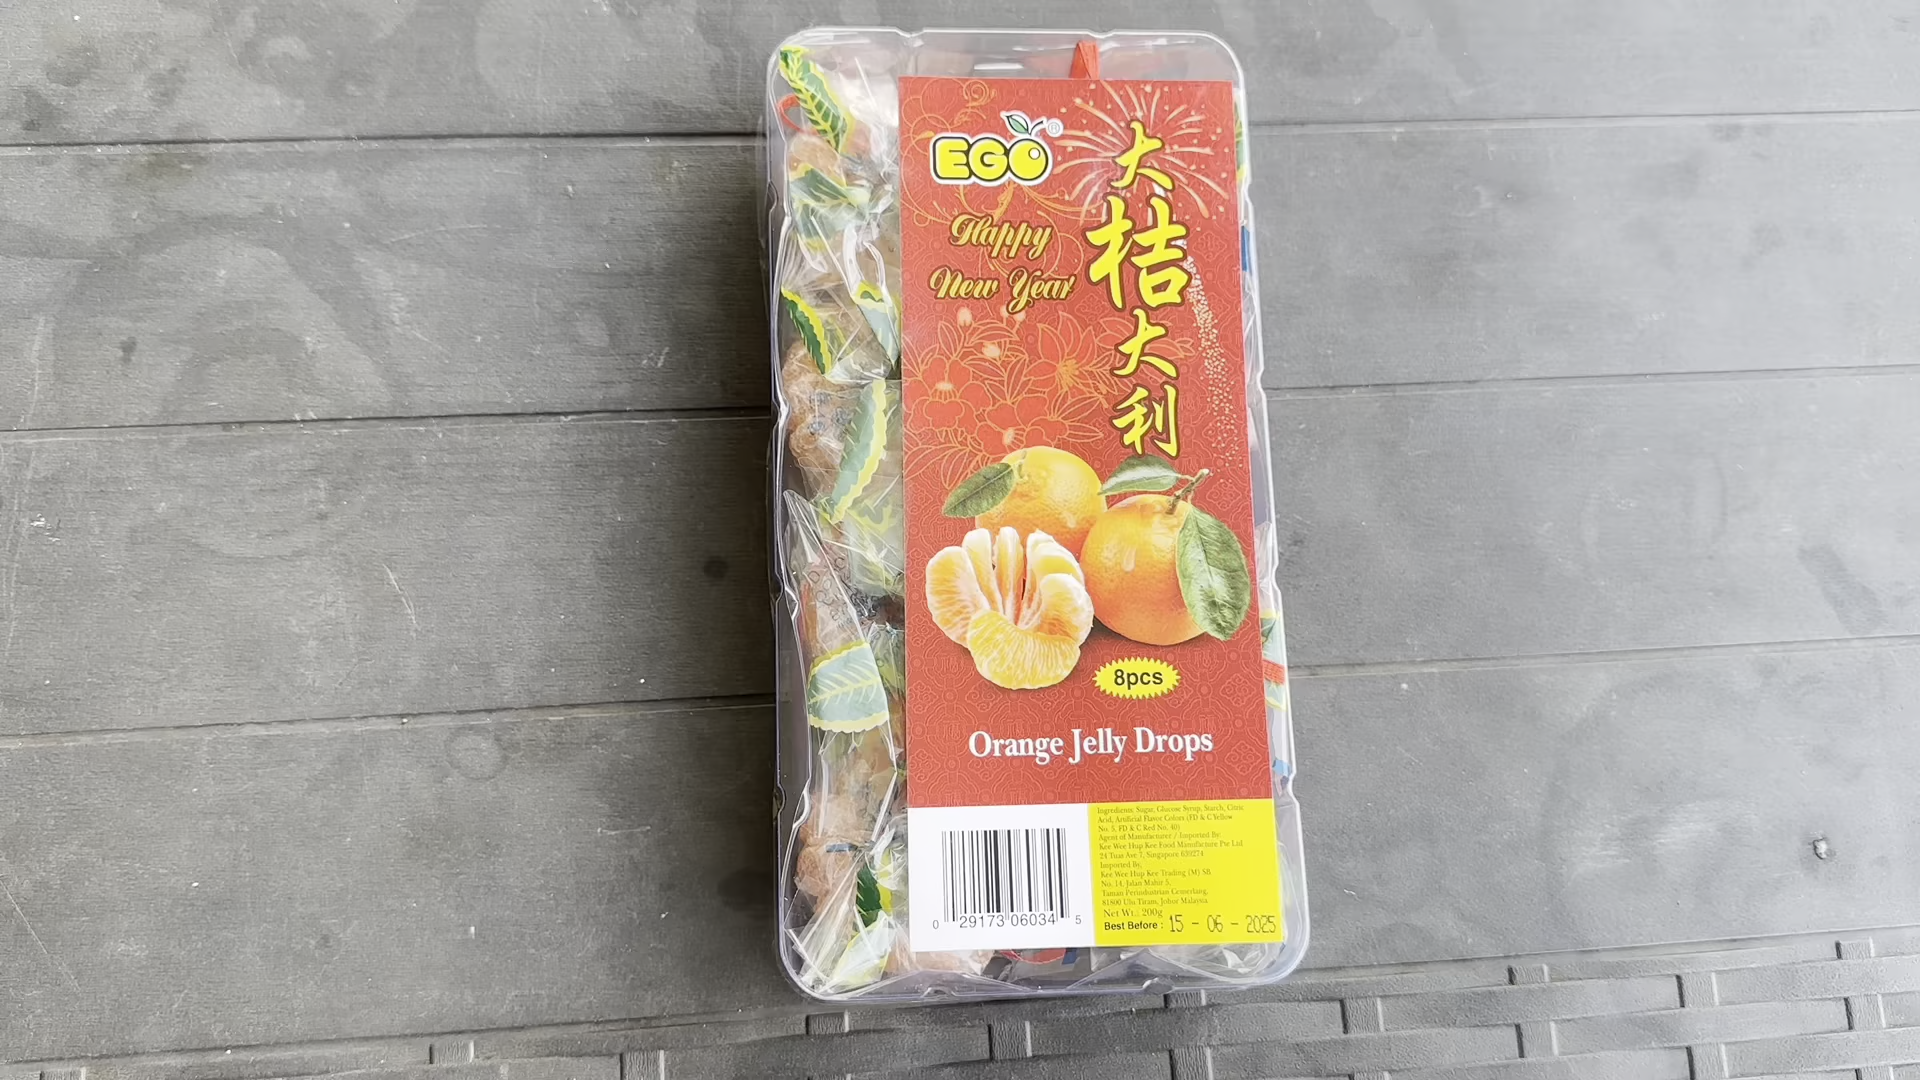 EGO®
Happy
New Year
大桔大利
8pcs
Orange Jelly Drops
Ingredients: Sugar, Glucose Syrup, Starch, Citric
Acid, Artificial Flavor Colors (FD & C Yellow
No. 5, FD & C Red No. 40)
Agent of Manufacturer / Imported By:
Kee Wee Hup Kee Food Manufacture Pte Ltd.
24 Tuas Ave 7, Singapore 639274
Imported By,
Kee Wee Hup Kee Trading (M) SB.
No. 14, Jalan Mahir 5,
Taman Perindustrian Cemerlang,
81800 Ulu Tiram, Johor Malaysia.
Net Wt.: 200g
Best Before : 15 - 06 - 2025
0 29173 06034 5